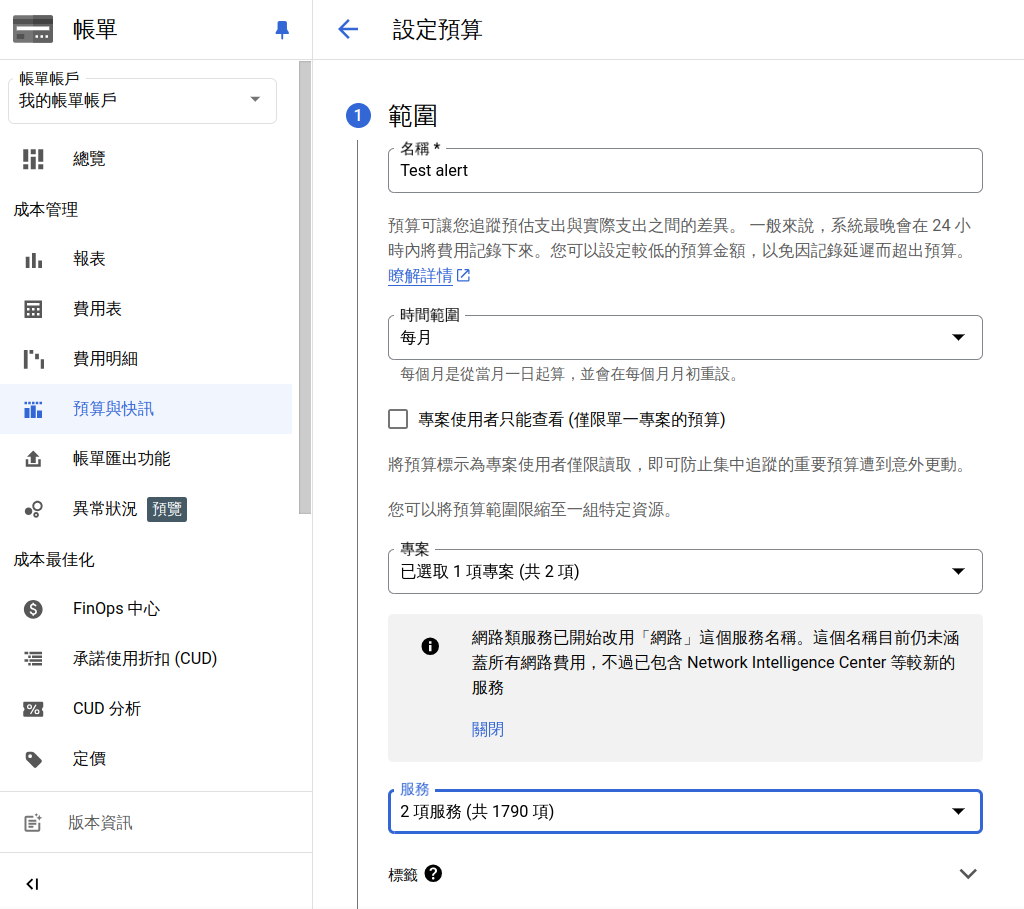 帳單
帳單帳戶
我的帳單帳戶
總覽
成本管理
報表
費用表
費用明細
預算與快訊
帳單匯出功能
異常狀況 預覽
成本最佳化
FinOps 中心
承諾使用折扣 (CUD)
CUD 分析
定價
版本資訊
設定預算
1 範圍
名稱 *
Test alert
預算可讓您追蹤預估支出與實際支出之間的差異。 一般來說，系統最晚會在 24 小
時內將費用記錄下來。您可以設定較低的預算金額，以免因記錄延遲而超出預算。
瞭解詳情
時間範圍
每月
每個月是從當月一日起算，並會在每個月月初重設。
專案使用者只能查看 (僅限單一專案的預算)
將預算標示為專案使用者僅限讀取，即可防止集中追蹤的重要預算遭到意外更動。
您可以將預算範圍限縮至一組特定資源。
專案
已選取 1 項專案 (共 2 項)
網路類服務已開始改用「網路」這個服務名稱。這個名稱目前仍未涵
蓋所有網路費用，不過已包含 Network Intelligence Center 等較新的
服務
關閉
服務
2 項服務 (共 1790 項)
標籤